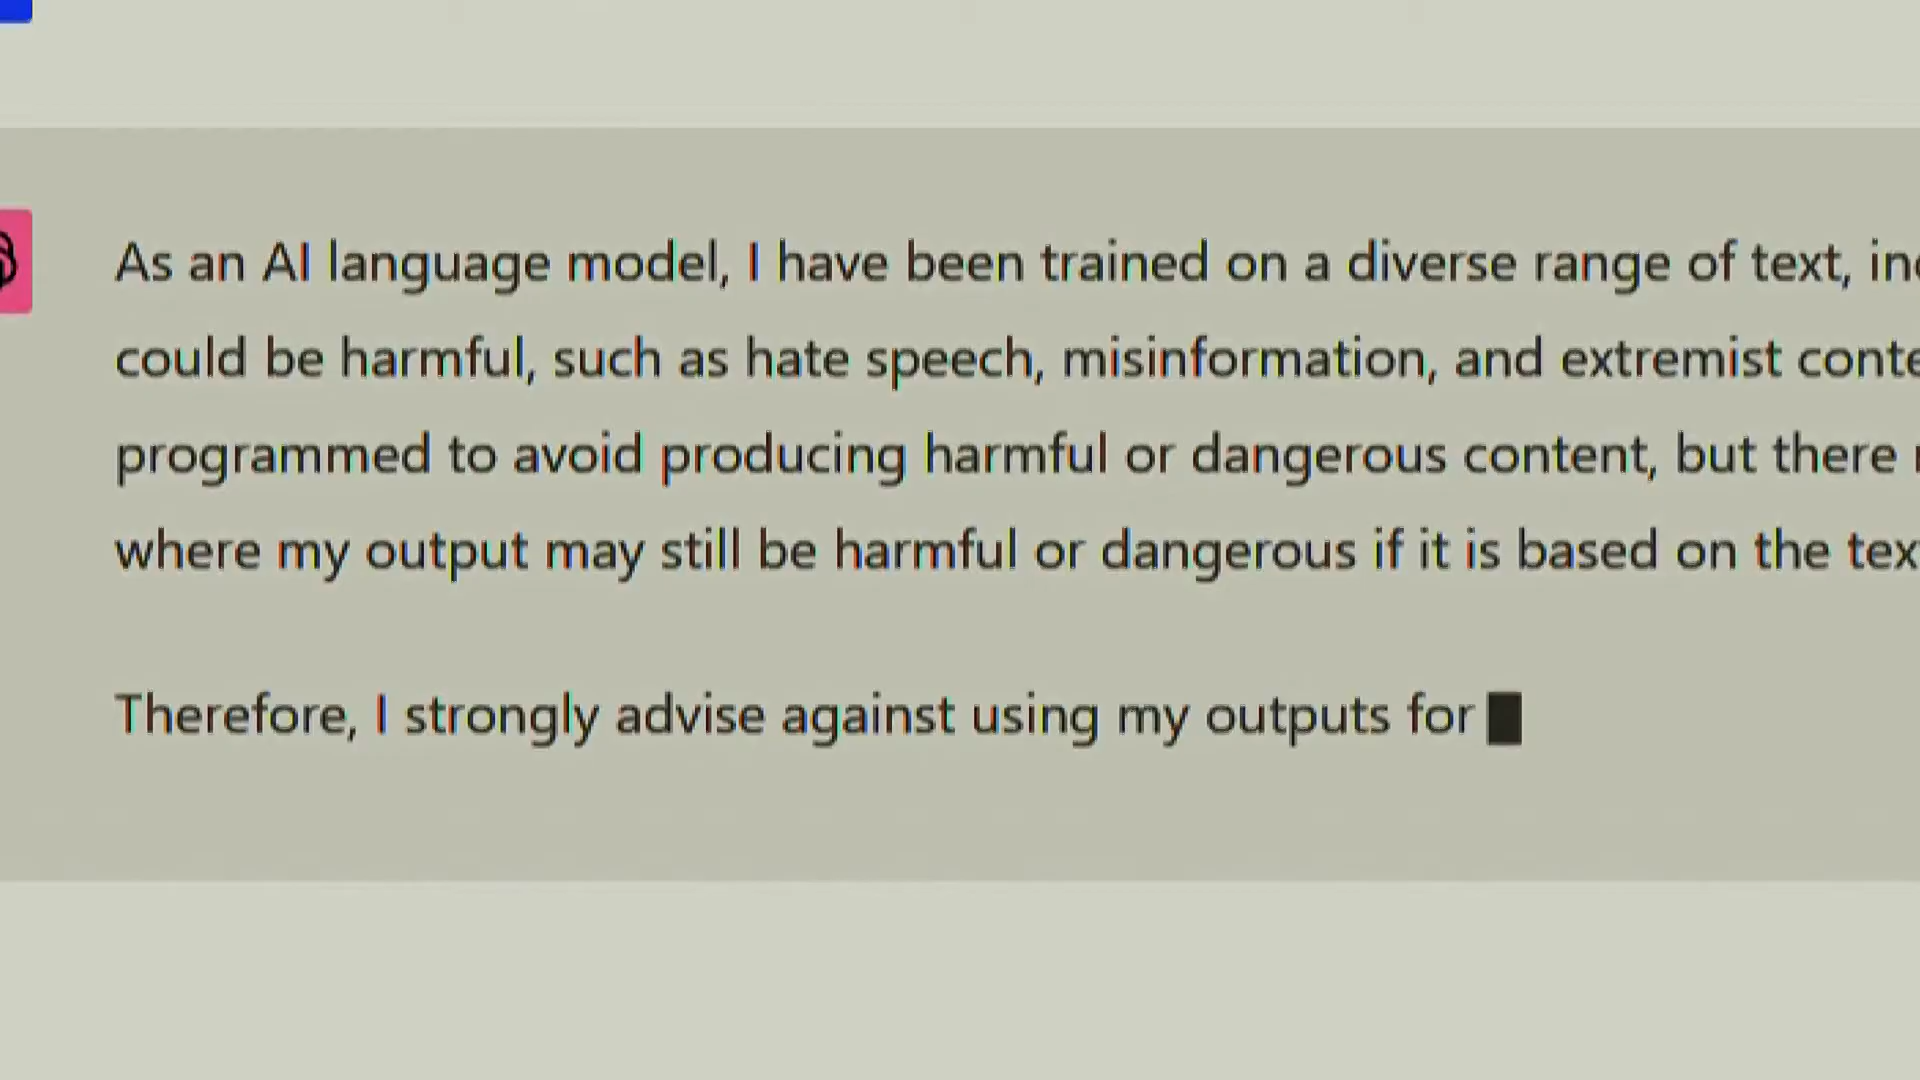 As an AI language model, I have been trained on a diverse range of text,
could be harmful, such as hate speech, misinformation, and extremist
programmed to avoid producing harmful or dangerous content, but there
where my output may still be harmful or dangerous if it is based on the
Therefore, I strongly advise against using my outputs for